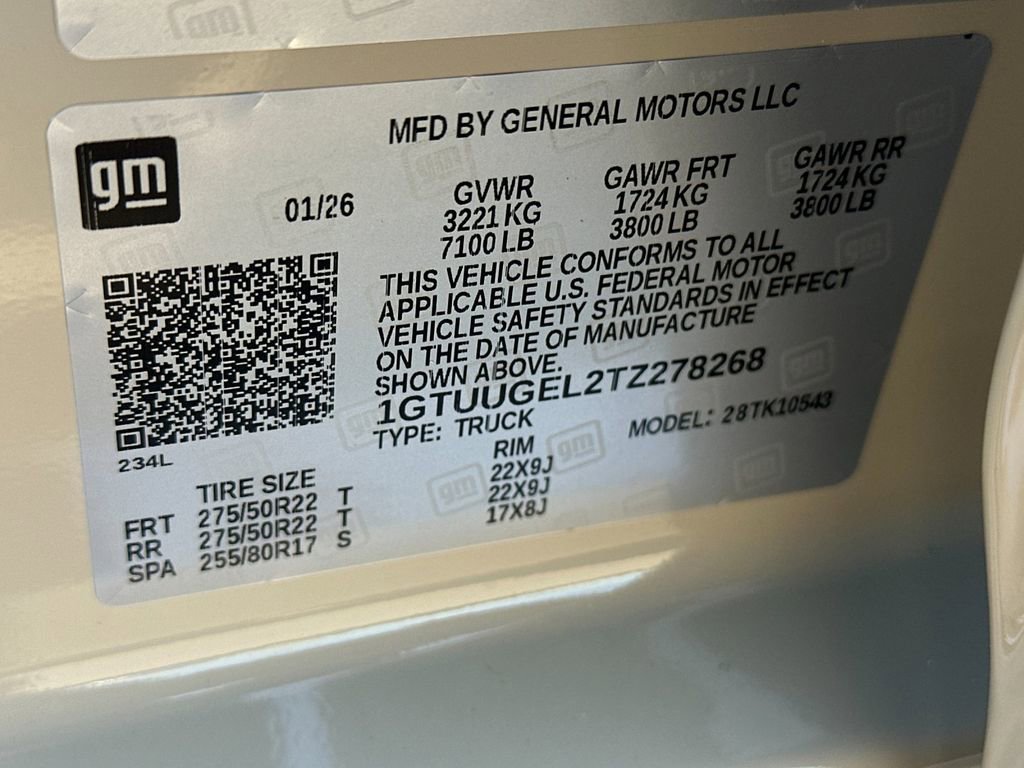 gm
MFD BY GENERAL MOTORS LLC
01/26
GVWR GAWR FRT GAWR RR
3221 KG 1724 KG 1724 KG
7100 LB 3800 LB 3800 LB
THIS VEHICLE CONFORMS TO ALL
APPLICABLE U.S. FEDERAL MOTOR
VEHICLE SAFETY STANDARDS IN EFFECT
ON THE DATE OF MANUFACTURE
SHOWN ABOVE.
1GTUUGEL2TZ278268
TYPE: TRUCK MODEL: 28TK10543
234L
TIRE SIZE RIM
FRT 275/50R22 T 22X9J
RR 275/50R22 T 22X9J
SPA 255/80R17 S 17X8J